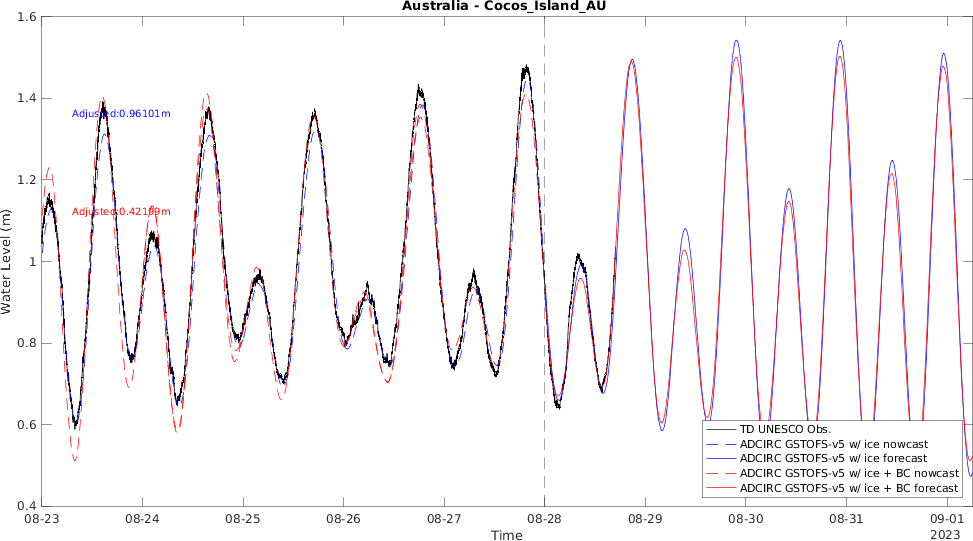 Australia - Cocos_Island_AU
1.6
1.4
1.2
1
0.8
0.6
0.4
Water Level (m)
Adjusted:0.96101m
Adjusted:0.42199m
TD UNESCO Obs.
ADCIRC GSTOFS-v5 w/ ice nowcast
ADCIRC GSTOFS-v5 w/ ice forecast
ADCIRC GSTOFS-v5 w/ ice + BC nowcast
ADCIRC GSTOFS-v5 w/ ice + BC forecast
08-23 08-24 08-25 08-26 08-27 08-28 08-29 08-30 08-31 09-01
2023
Time